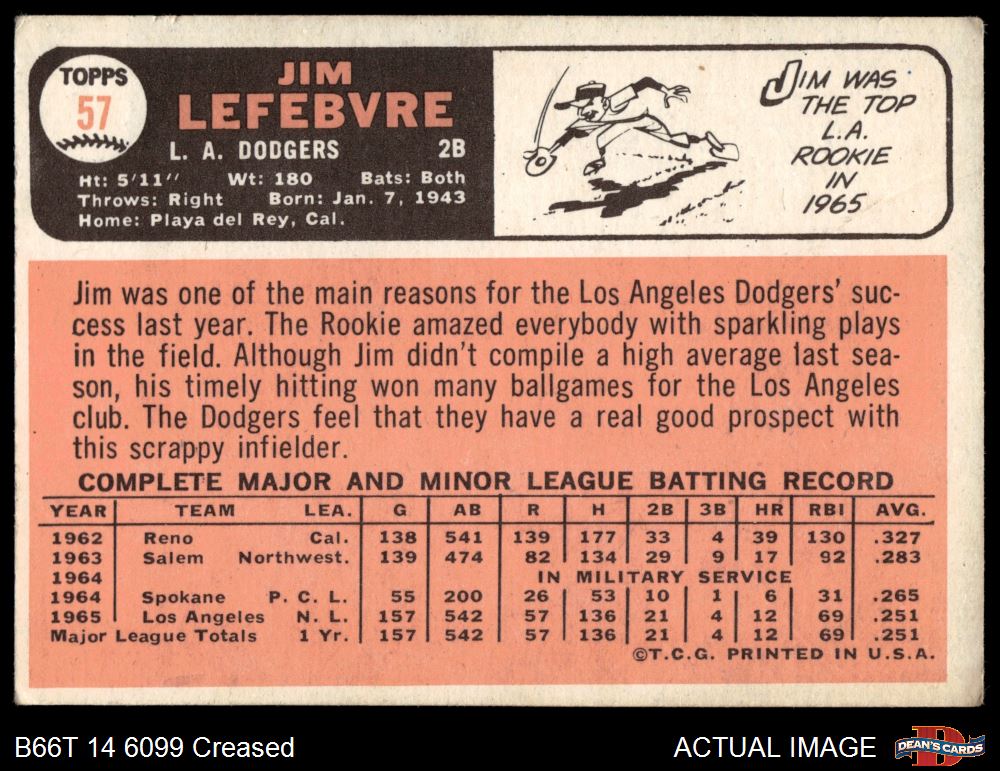 TOPPS
57
JIM
LEFEBVRE
L. A. DODGERS 2B
Ht: 5'11" Wt: 180 Bats: Both
Throws: Right Born: Jan. 7, 1943
Home: Playa del Rey, Cal.
JIM WAS
THE TOP
L.A.
ROOKIE
IN
1965
Jim was one of the main reasons for the Los Angeles Dodgers' suc-
cess last year. The Rookie amazed everybody with sparkling plays
in the field. Although Jim didn't compile a high average last sea-
son, his timely hitting won many ballgames for the Los Angeles
club. The Dodgers feel that they have a real good prospect with
this scrappy infielder.
COMPLETE MAJOR AND MINOR LEAGUE BATTING RECORD
YEAR TEAM LEA. G AB R H 2B 3B HR RBI AVG.
1962 Reno Cal. 138 541 139 177 33 4 39 130 .327
1963 Salem Northwest. 139 474 82 134 29 9 17 92 .283
1964 IN MILITARY SERVICE
1964 Spokane P. C. L. 55 200 26 53 10 1 6 31 .265
1965 Los Angeles N. L. 157 542 57 136 21 4 12 69 .251
Major League Totals 1 Yr. 157 542 57 136 21 4 12 69 .251
©T.C.G. PRINTED IN U.S.A.
B66T 14 6099 Creased
ACTUAL IMAGE
DEAN'S CARDS